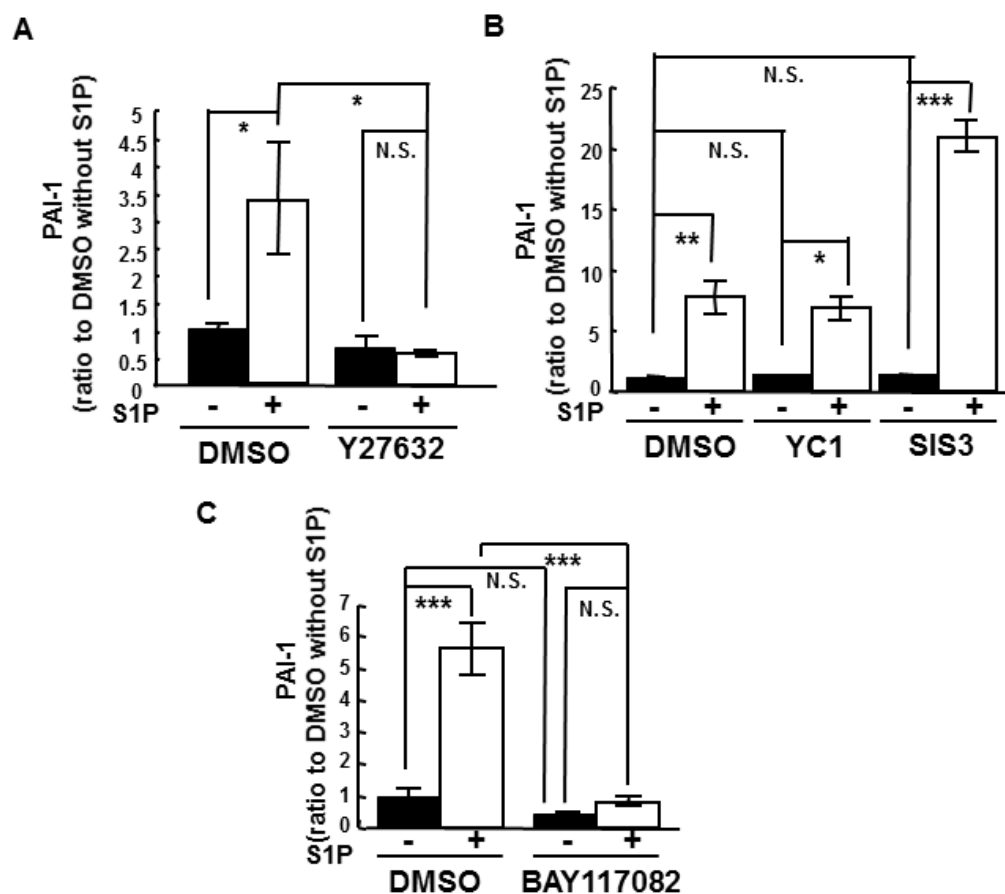 A
PAI-1
(ratio to DMSO without S1P)
5
4.5
4
3.5
3
2.5
2
1.5
1
0.5
0
*
*
N.S.
S1P - + - +
DMSO Y27632
B
PAI-1
(ratio to DMSO without S1P)
25
20
15
10
5
0
N.S.
***
N.S.
**
*
S1P - + - + - +
DMSO YC1 SIS3
C
PAI-1
(ratio to DMSO without S1P)
7
6
5
4
3
2
1
0
***
N.S.
***
N.S.
S1P - + - +
DMSO BAY117082